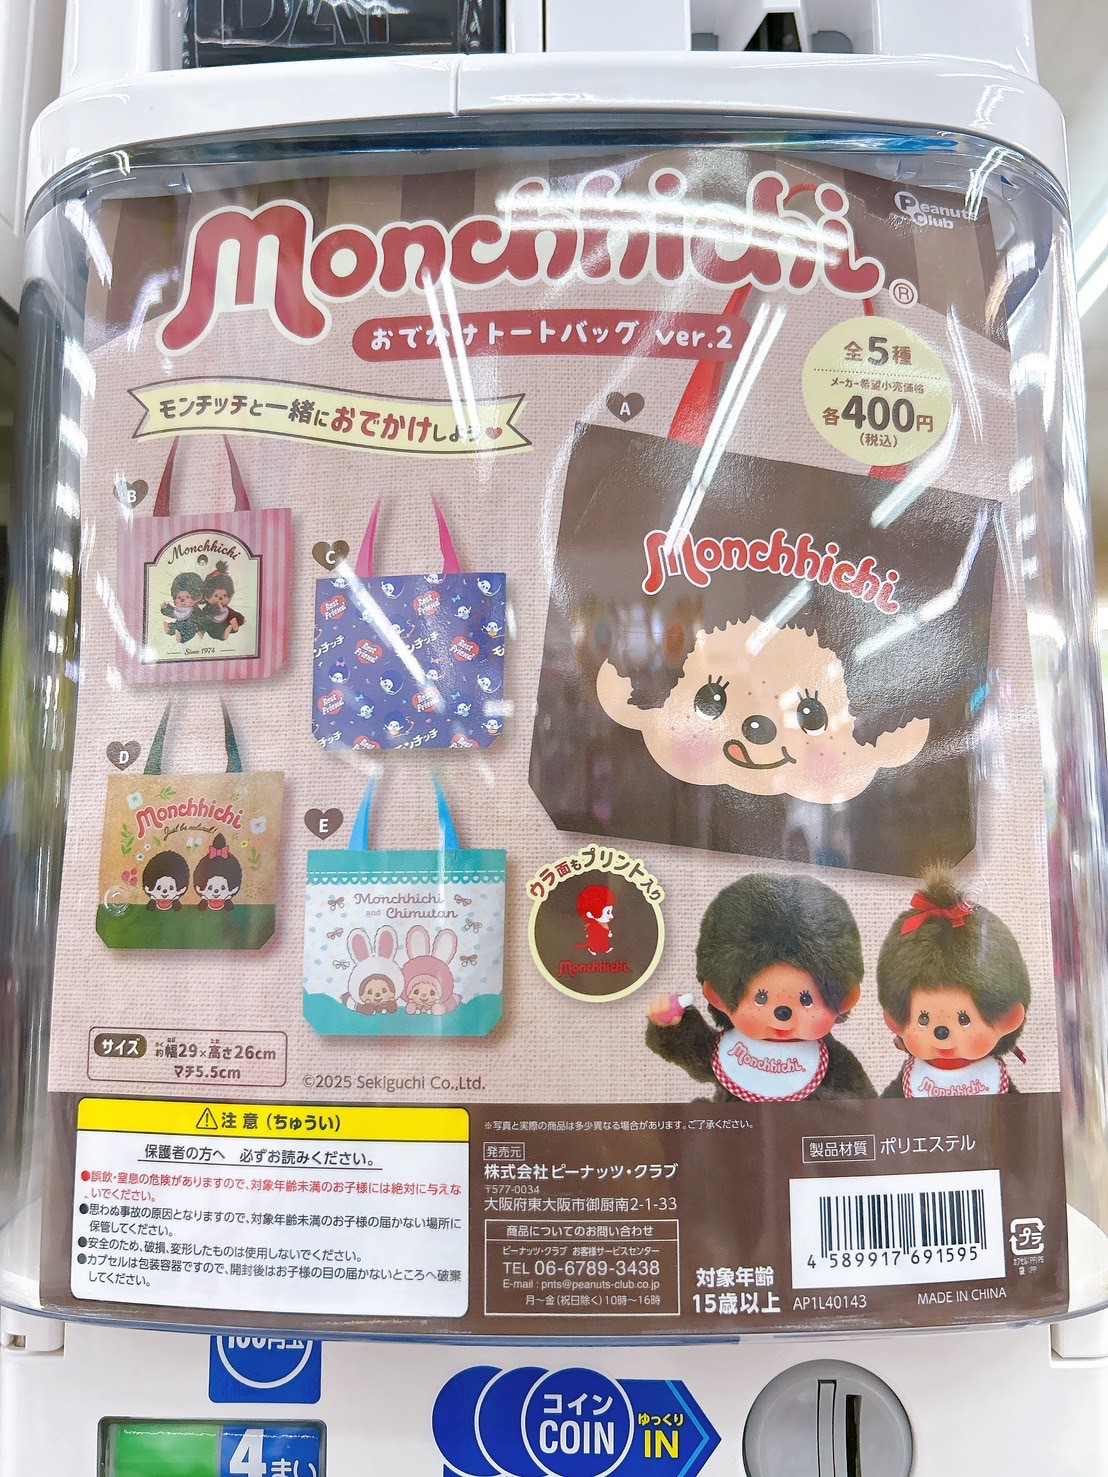 Monchhichi®
Peanuts Club
おでかけトートバッグ ver.2
全5種
メーカー希望小売価格
各400円
(税込)
モンチッチと一緒におでかけしよう
A
B
Monchhichi
Since 1974
C
Best Friend
モンチッチ
Monchhichi
D
Monchhichi
Just be natural!
E
Monchhichi
and Chimutan
ウラ面もプリント入り
Monchhichi
Monchhichi
Monchhichi
サイズ
約幅29×高さ26cm
マチ5.5cm
©2025 Sekiguchi Co.,Ltd.
⚠注意(ちゅうい)
保護者の方へ 必ずお読みください。
●誤飲・窒息の危険がありますので、対象年齢未満のお子様には絶対に与えな
いでください。
●思わぬ事故の原因となりますので、対象年齢未満のお子様の届かない場所に
保管してください。
●安全のため、破損、変形したものは使用しないでください。
●カプセルは包装容器ですので、開封後はお子様の目の届かないところへ破棄
してください。
※写真と実際の商品は多少異なる場合があります。ご了承ください。
発売元
株式会社ピーナッツ・クラブ
〒577-0034
大阪府東大阪市御厨南2-1-33
商品についてのお問い合わせ
ピーナッツ・クラブ お客様サービスセンター
TEL 06-6789-3438
E-mail : pnts@peanuts-club.co.jp
月~金(祝日除く)10時~16時
製品材質 ポリエステル
4 589917 691595
プラ
対象年齢
15歳以上
AP1L40143
MADE IN CHINA
100円玉
4まい
コイン
COIN
ゆっくり
IN